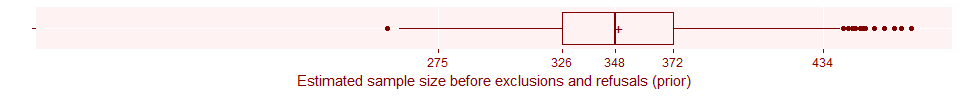 275 326 348 372 434
Estimated sample size before exclusions and refusals (prior)